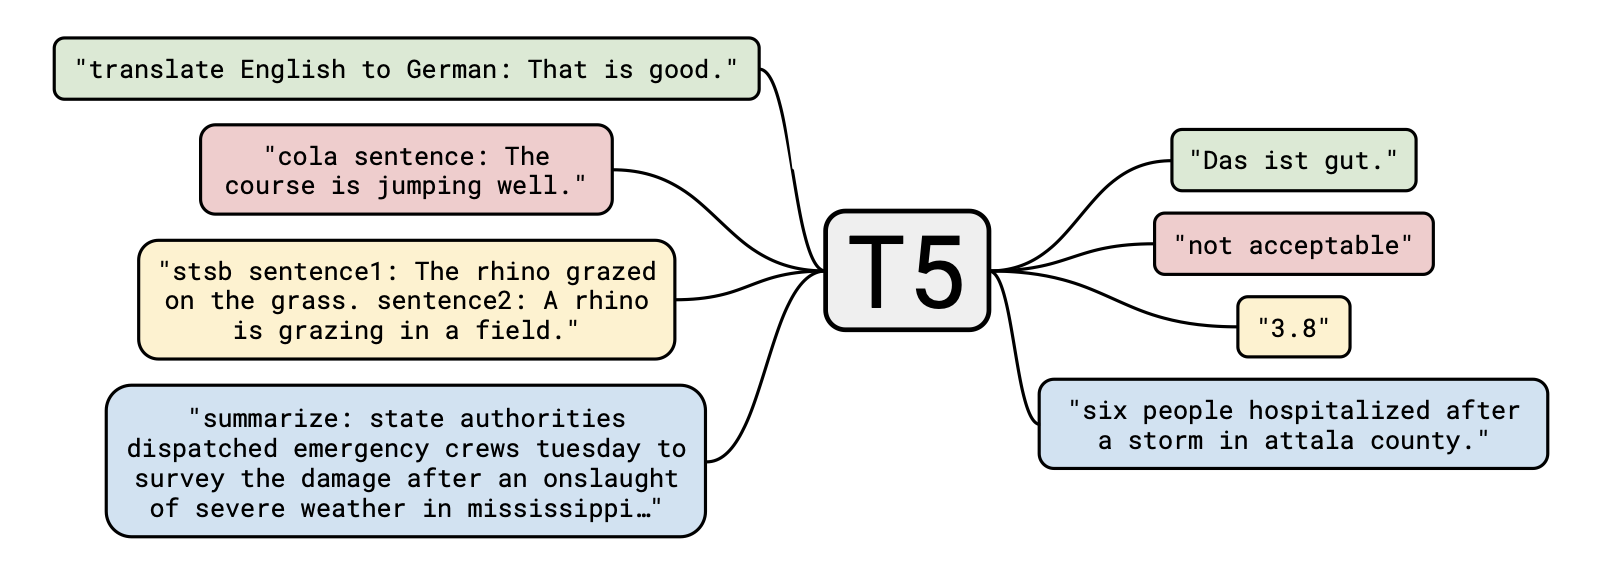 "translate English to German: That is good."
"cola sentence: The
course is jumping well."
"stsb sentence1: The rhino grazed
on the grass. sentence2: A rhino
is grazing in a field."
"summarize: state authorities
dispatched emergency crews tuesday to
survey the damage after an onslaught
of severe weather in mississippi…"
T5
"Das ist gut."
"not acceptable"
"3.8"
"six people hospitalized after
a storm in attala county."